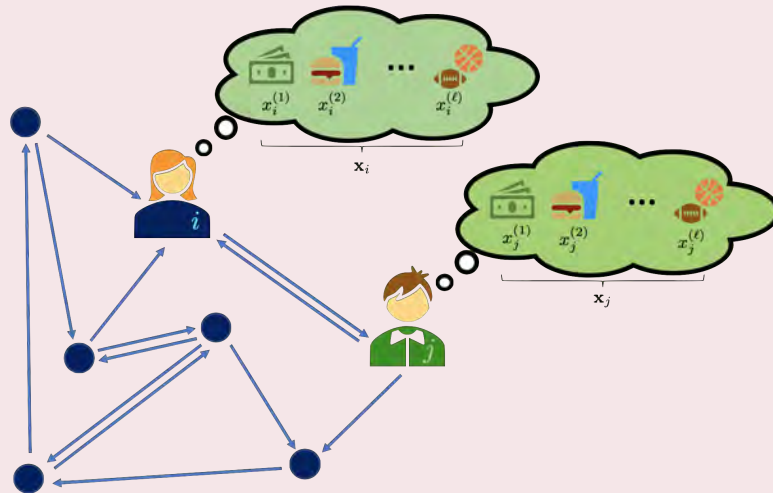 x_i^{(1)} x_i^{(2)} ... x_i^{(ℓ)}
𝐱_i
i
x_j^{(1)} x_j^{(2)} ... x_j^{(ℓ)}
𝐱_j
j